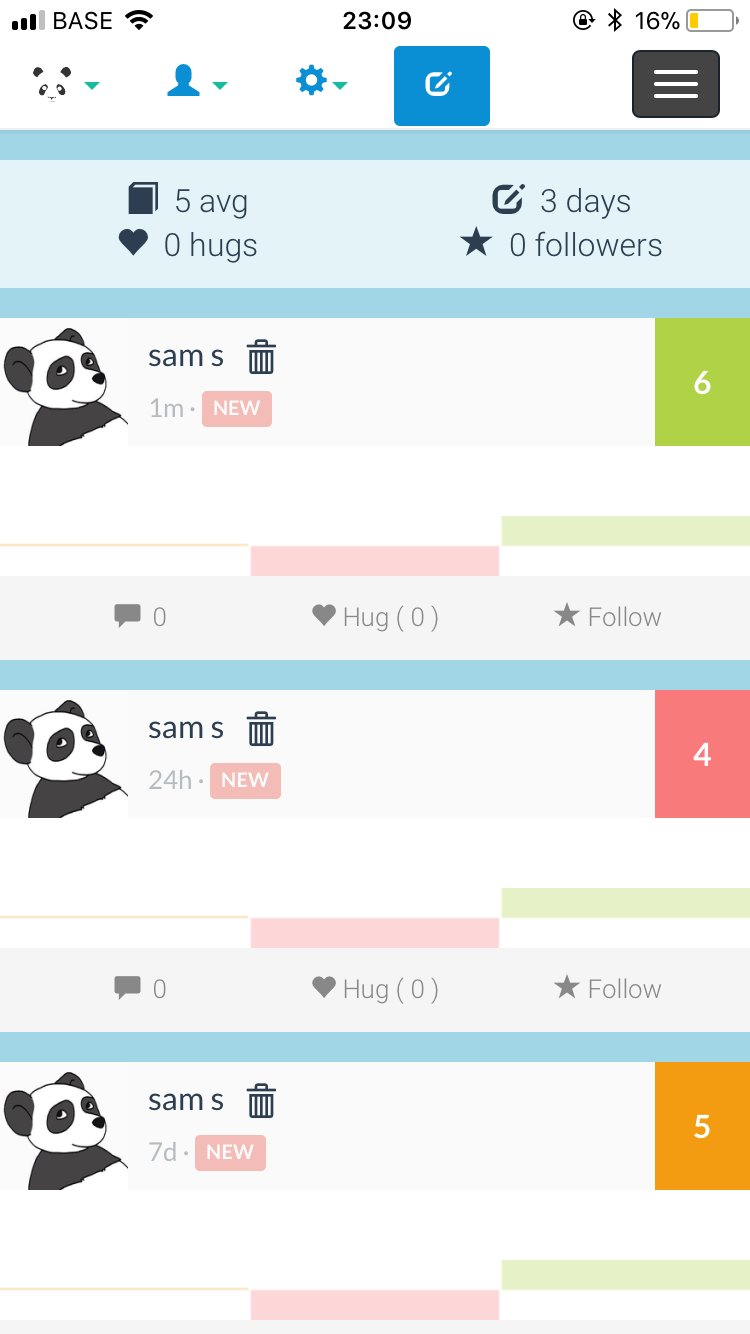 BASE 23:09 16%
5 avg 3 days
0 hugs 0 followers
sam s 6
1m · NEW
0 Hug ( 0 ) Follow
sam s 4
24h · NEW
0 Hug ( 0 ) Follow
sam s 5
7d · NEW